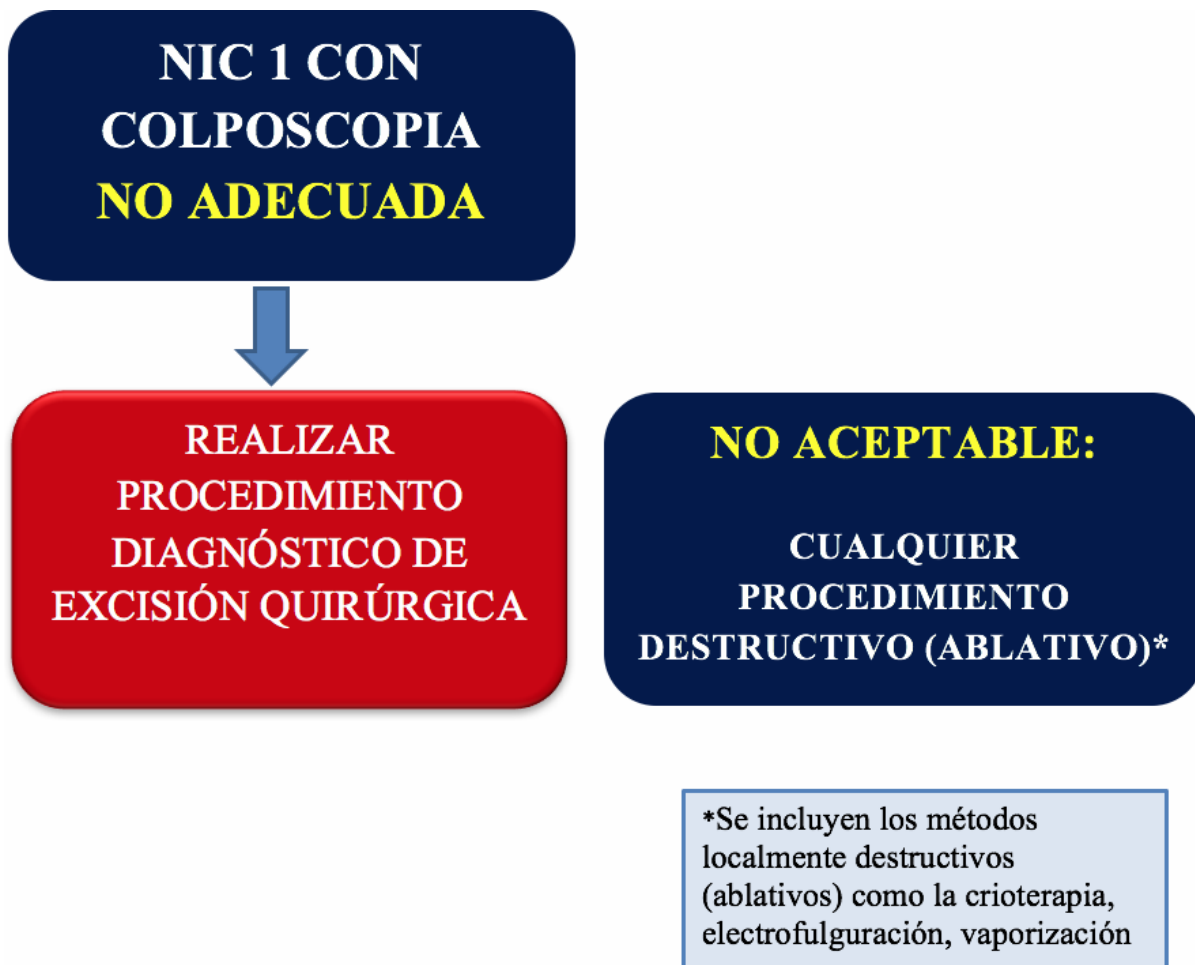 NIC 1 CON
COLPOSCOPIA
NO ADECUADA
REALIZAR
PROCEDIMIENTO
DIAGNÓSTICO DE
EXCISIÓN QUIRÚRGICA
NO ACEPTABLE:
CUALQUIER
PROCEDIMIENTO
DESTRUCTIVO (ABLATIVO)*
*Se incluyen los métodos
localmente destructivos
(ablativos) como la crioterapia,
electrofulguración, vaporización